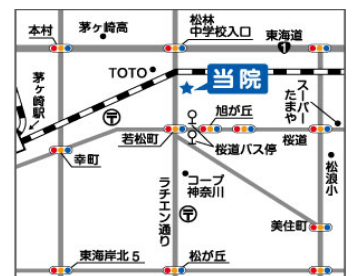 本村
茅ヶ崎高
松林
中学校入口
東海道
1
TOTO
当院
茅ヶ崎駅
スーパー
たまや
旭が丘
若松町
桜道バス停
桜道
幸町
コープ
神奈川
松浪小
ラチエン通り
美住町
東海岸北5
松が丘